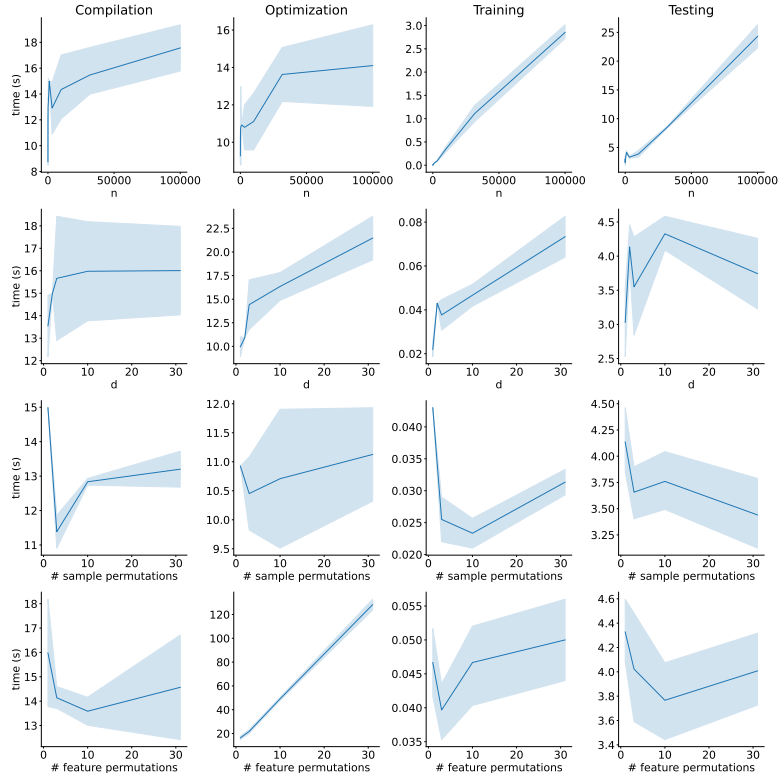 Compilation Optimization Training Testing
time (s)
18
16
14
12
10
8
0 50000 100000
n
16
14
12
10
0 50000 100000
n
3.0
2.5
2.0
1.5
1.0
0.5
0.0
0 50000 100000
n
25
20
15
10
5
0 50000 100000
n
time (s)
18
17
16
15
14
13
12
0 10 20 30
d
22.5
20.0
17.5
15.0
12.5
10.0
0 10 20 30
d
0.08
0.06
0.04
0.02
0 10 20 30
d
4.5
4.0
3.5
3.0
2.5
0 10 20 30
d
time (s)
15
14
13
12
11
0 10 20 30
# sample permutations
12.0
11.5
11.0
10.5
10.0
9.5
0 10 20 30
# sample permutations
0.040
0.035
0.030
0.025
0.020
0 10 20 30
# sample permutations
4.50
4.25
4.00
3.75
3.50
3.25
0 10 20 30
# sample permutations
time (s)
18
17
16
15
14
13
0 10 20 30
# feature permutations
120
100
80
60
40
20
0 10 20 30
# feature permutations
0.055
0.050
0.045
0.040
0.035
0 10 20 30
# feature permutations
4.6
4.4
4.2
4.0
3.8
3.6
3.4
0 10 20 30
# feature permutations